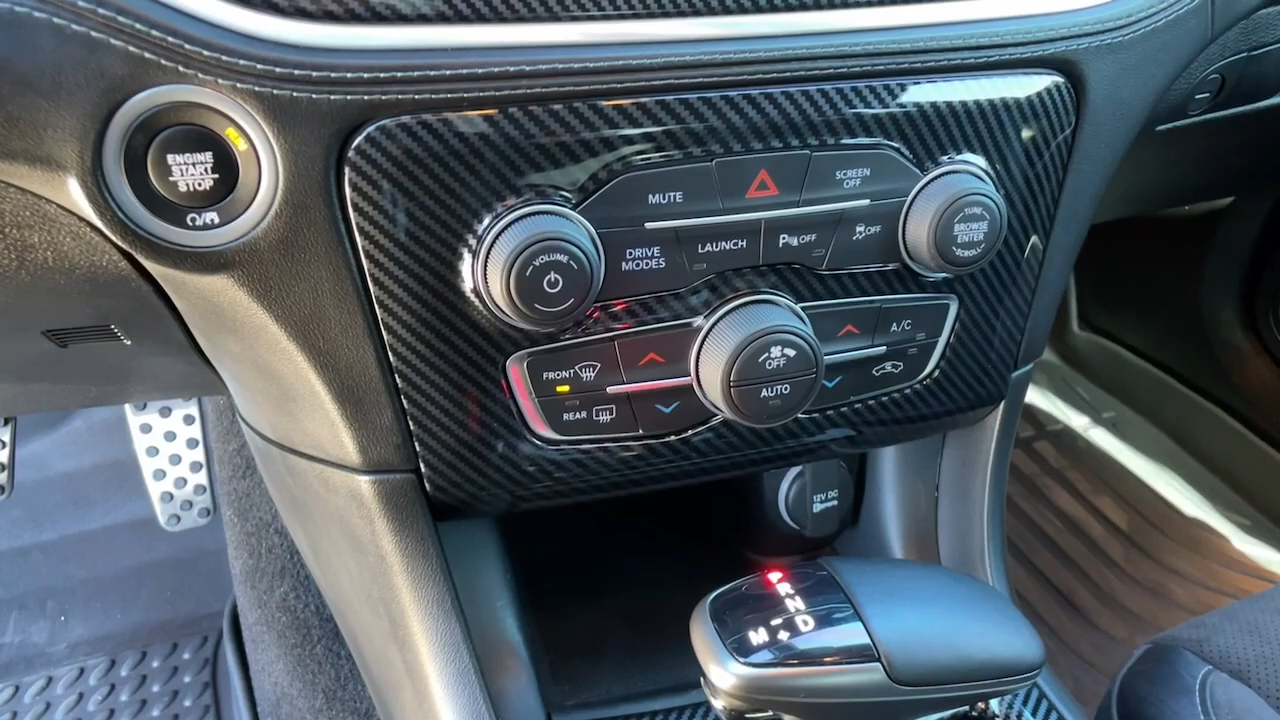 RUN
ENGINE
START
STOP
MUTE
SCREEN
OFF
DRIVE
MODES
LAUNCH
P OFF
OFF
VOLUME
TUNE
BROWSE
ENTER
SCROLL
FRONT
REAR
OFF
AUTO
A/C
12V DC
P
R
N
D
M
-
+